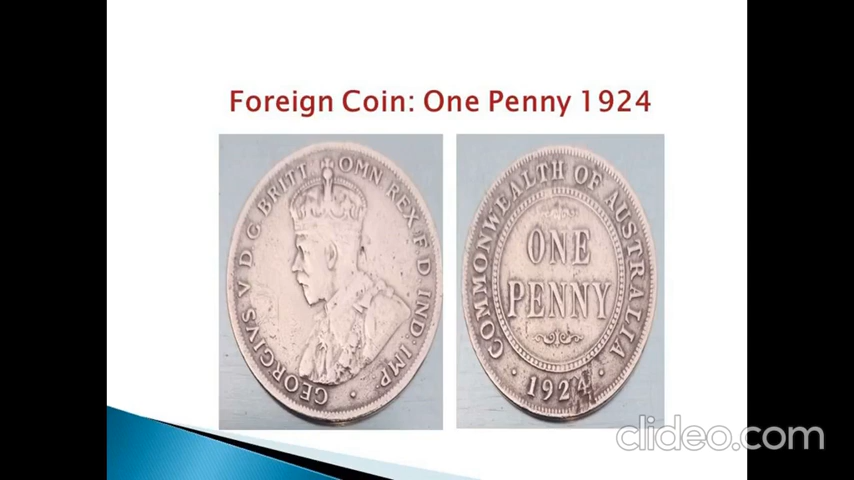 Foreign Coin: One Penny 1924
GEORGIVS V D.G. BRITT: OMN: REX F.D. IND: IMP.
COMMONWEALTH OF AUSTRALIA
ONE
PENNY
· 1924 ·
clideo.com